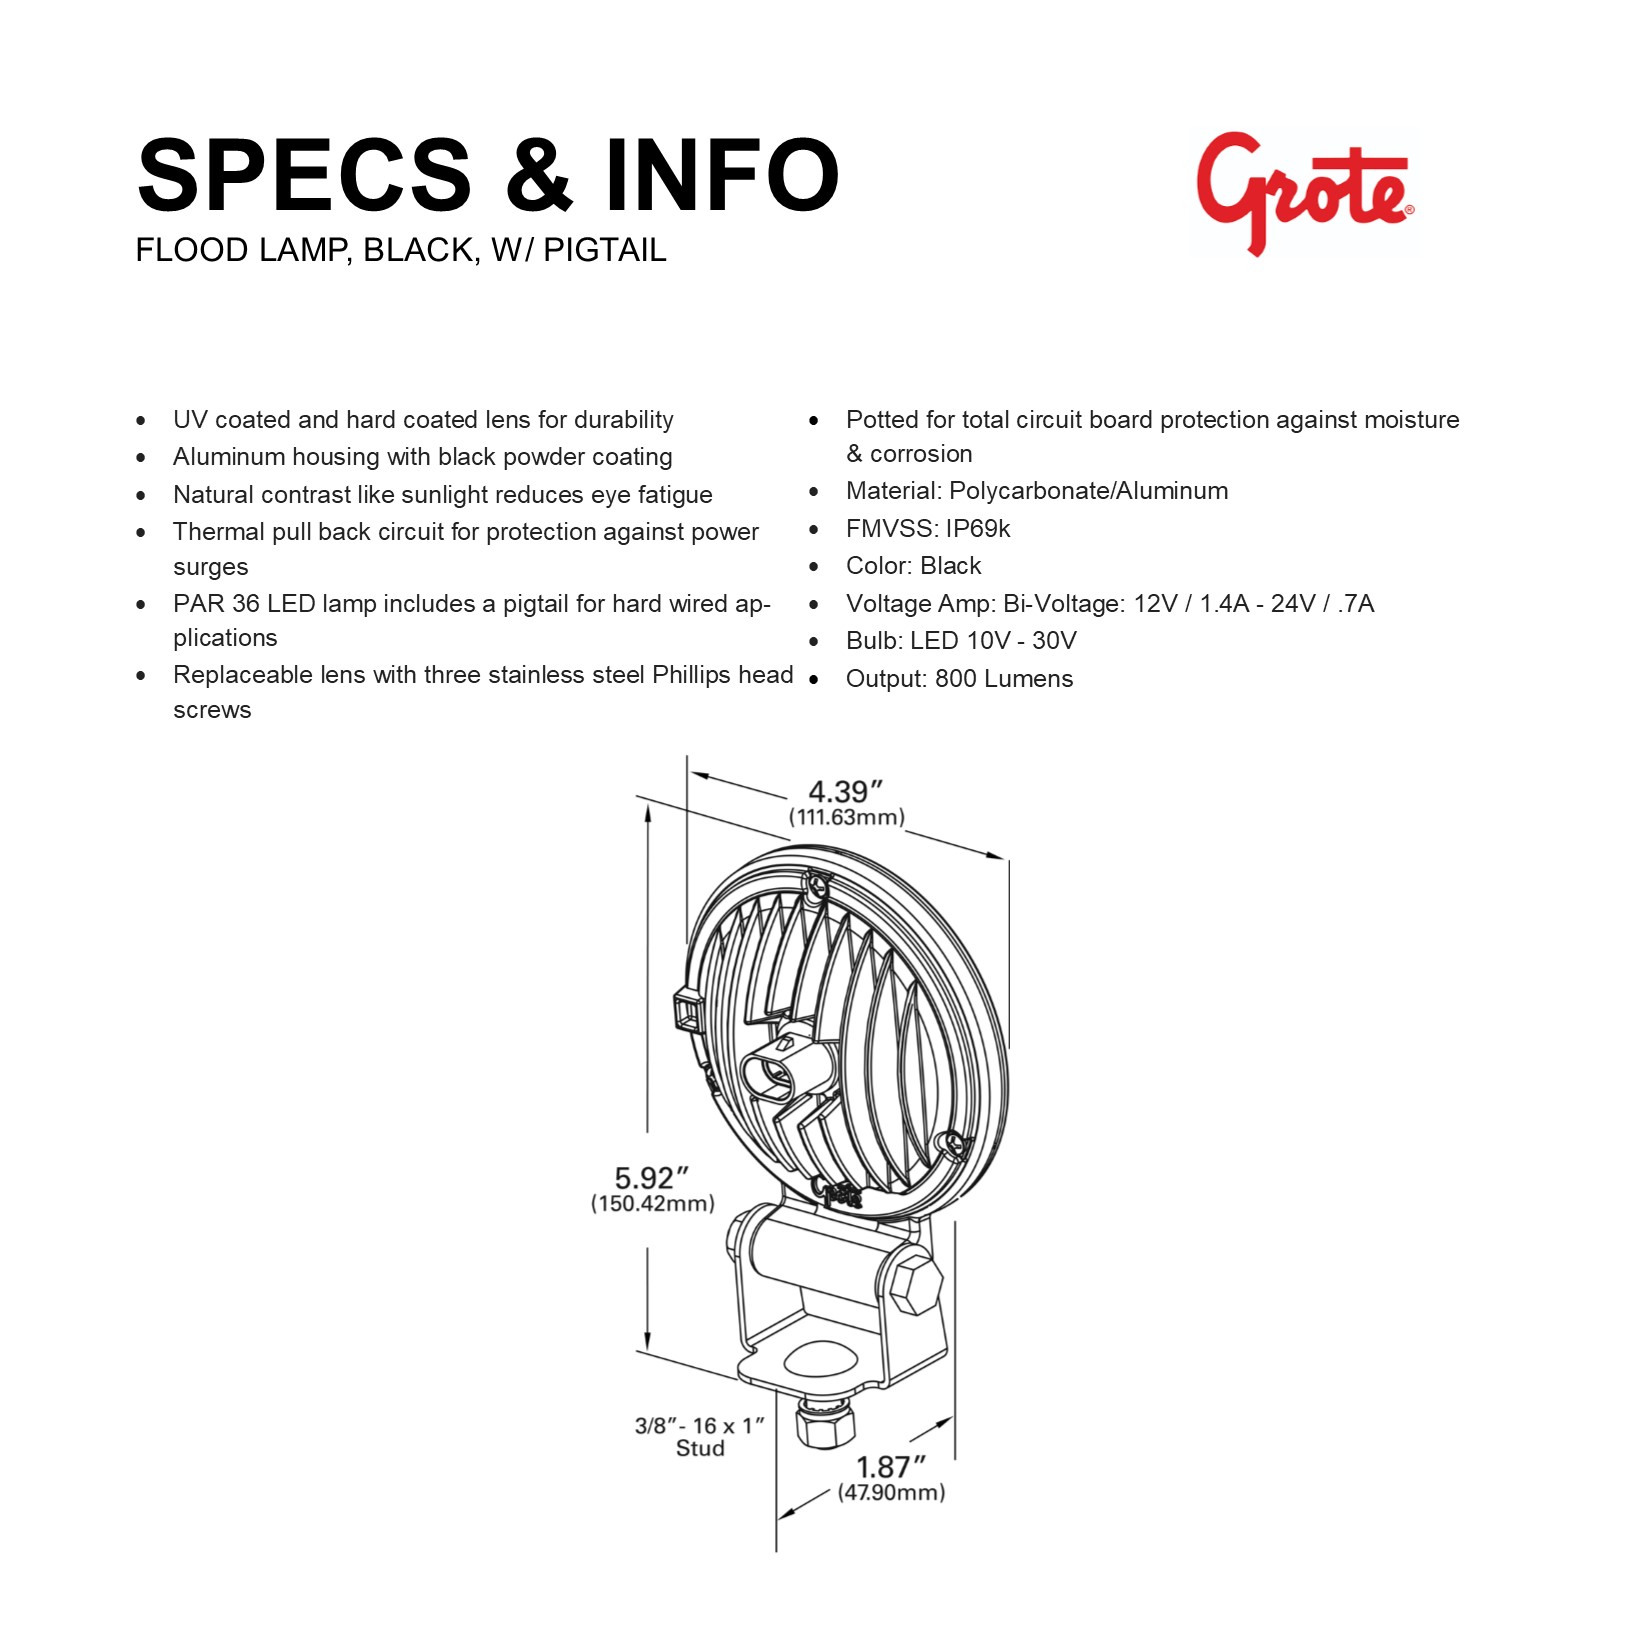 SPECS & INFO
FLOOD LAMP, BLACK, W/ PIGTAIL
Grote®
• UV coated and hard coated lens for durability
• Aluminum housing with black powder coating
• Natural contrast like sunlight reduces eye fatigue
• Thermal pull back circuit for protection against power
surges
• PAR 36 LED lamp includes a pigtail for hard wired ap-
plications
• Replaceable lens with three stainless steel Phillips head
screws
• Potted for total circuit board protection against moisture
& corrosion
• Material: Polycarbonate/Aluminum
• FMVSS: IP69k
• Color: Black
• Voltage Amp: Bi-Voltage: 12V / 1.4A - 24V / .7A
• Bulb: LED 10V - 30V
• Output: 800 Lumens
4.39″
(111.63mm)
Grote
5.92″
(150.42mm)
3/8″- 16 x 1″
Stud
1.87″
(47.90mm)